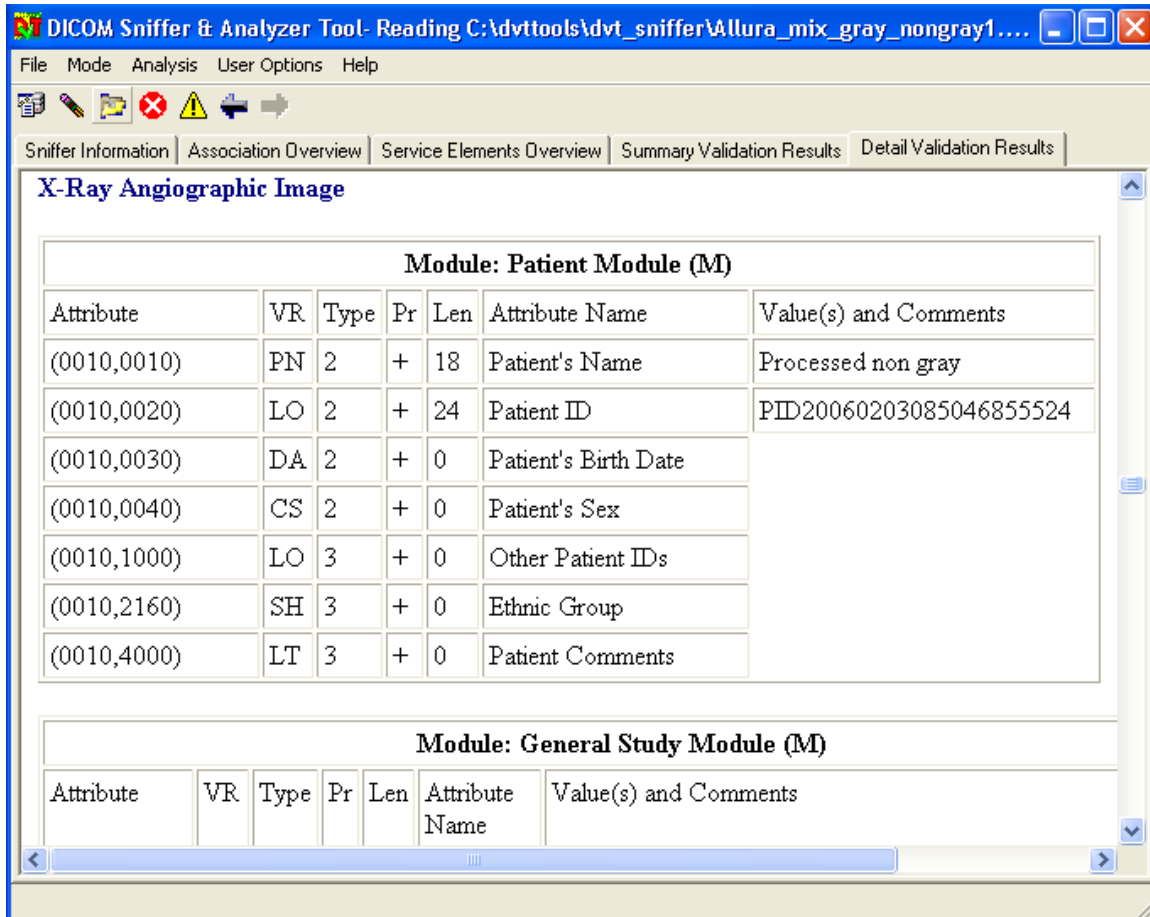 DICOM Sniffer & Analyzer Tool- Reading C:\dvttools\dvt_sniffer\Allura_mix_gray_nongray1....
File Mode Analysis User Options Help
Sniffer Information Association Overview Service Elements Overview Summary Validation Results Detail Validation Results
X-Ray Angiographic Image
Module: Patient Module (M)
Attribute VR Type Pr Len Attribute Name Value(s) and Comments
(0010,0010) PN 2 + 18 Patient's Name Processed non gray
(0010,0020) LO 2 + 24 Patient ID PID20060203085046855524
(0010,0030) DA 2 + 0 Patient's Birth Date
(0010,0040) CS 2 + 0 Patient's Sex
(0010,1000) LO 3 + 0 Other Patient IDs
(0010,2160) SH 3 + 0 Ethnic Group
(0010,4000) LT 3 + 0 Patient Comments
Module: General Study Module (M)
Attribute VR Type Pr Len Attribute Value(s) and Comments
Name